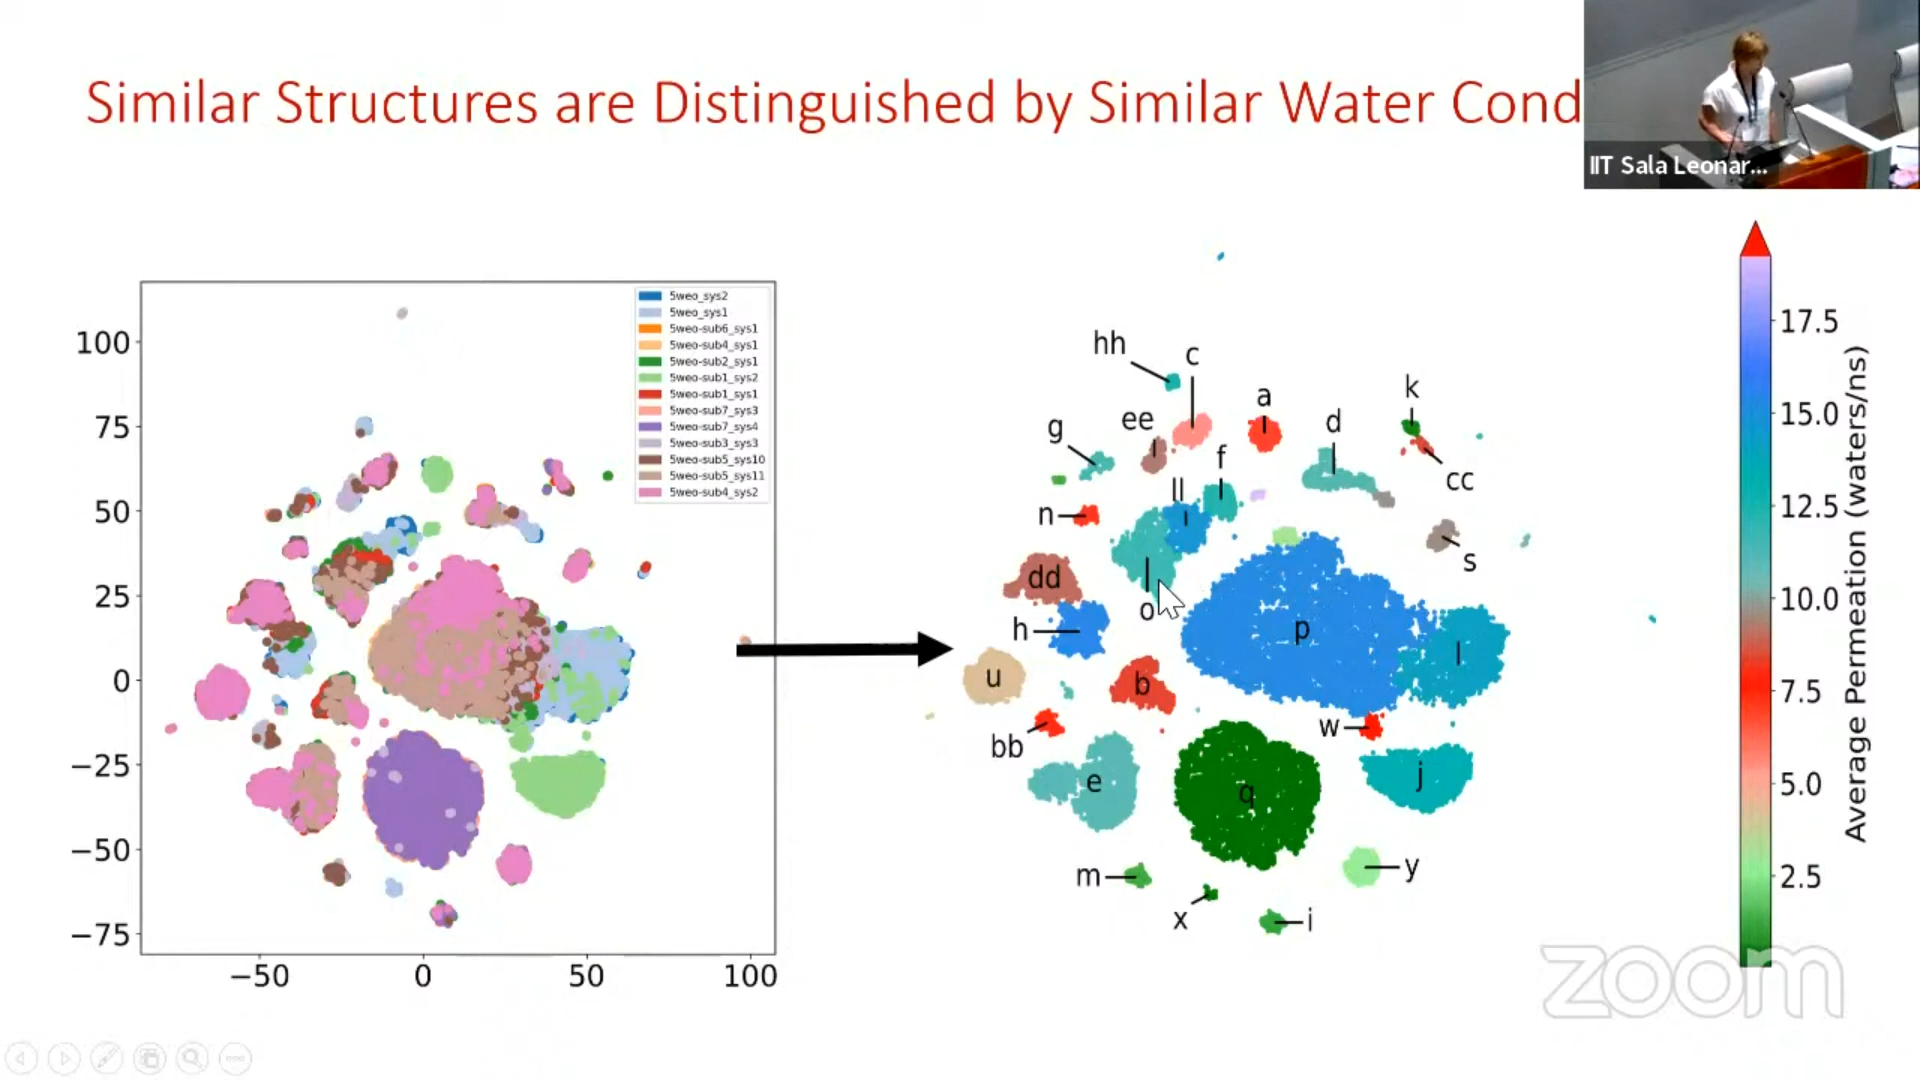 Similar Structures are Distinguished by Similar Water Cond
IIT Sala Leonar...
5weo_sys2
5weo_sys1
5weo-sub6_sys1
5weo-sub4_sys1
5weo-sub2_sys1
5weo-sub1_sys2
5weo-sub1_sys1
5weo-sub7_sys3
5weo-sub7_sys4
5weo-sub3_sys3
5weo-sub5_sys10
5weo-sub5_sys11
5weo-sub4_sys2
100
75
50
25
0
−25
−50
−75
−50 0 50 100
hh
c
a
k
g
ee
d
f
cc
ll
n
s
dd
o
h
p
l
u
b
w
bb
e
q
j
m
y
x
i
17.5
15.0
12.5
10.0
7.5
5.0
2.5
Average Permeation (waters/ns)
zoom